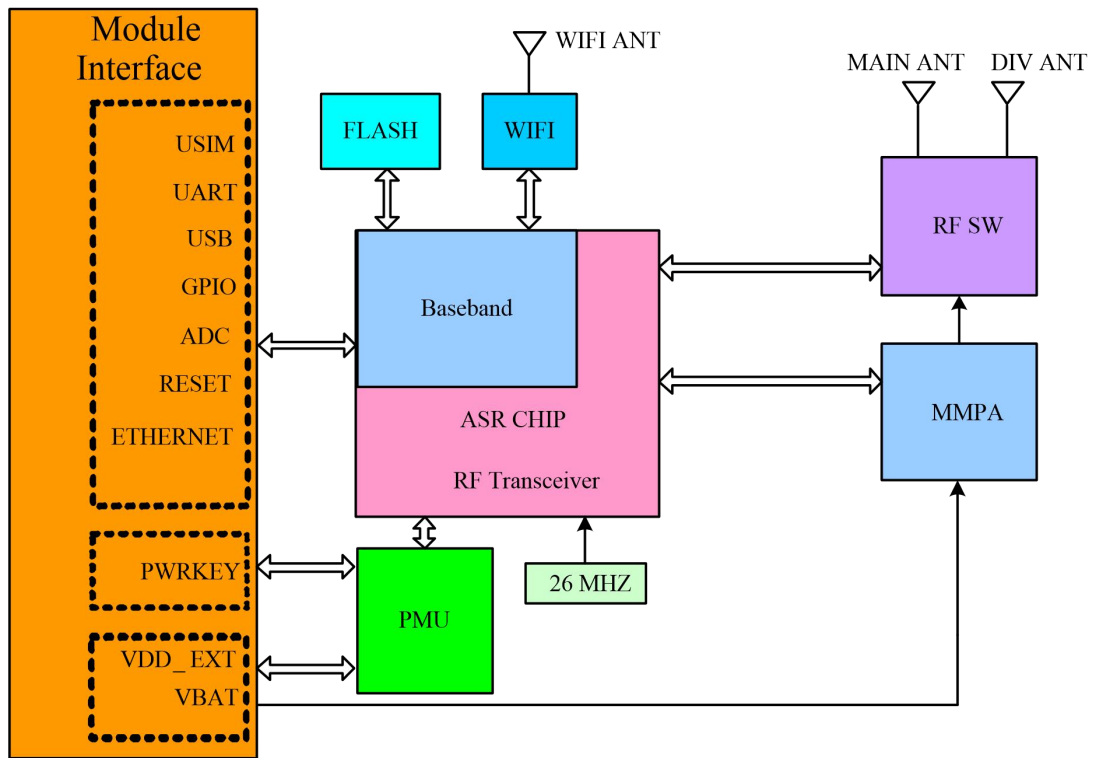 Module
Interface
USIM
UART
USB
GPIO
ADC
RESET
ETHERNET
PWRKEY
VDD_EXT
VBAT
WIFI ANT
FLASH
WIFI
Baseband
ASR CHIP
RF Transceiver
PMU
26 MHZ
MAIN ANT
DIV ANT
RF SW
MMPA